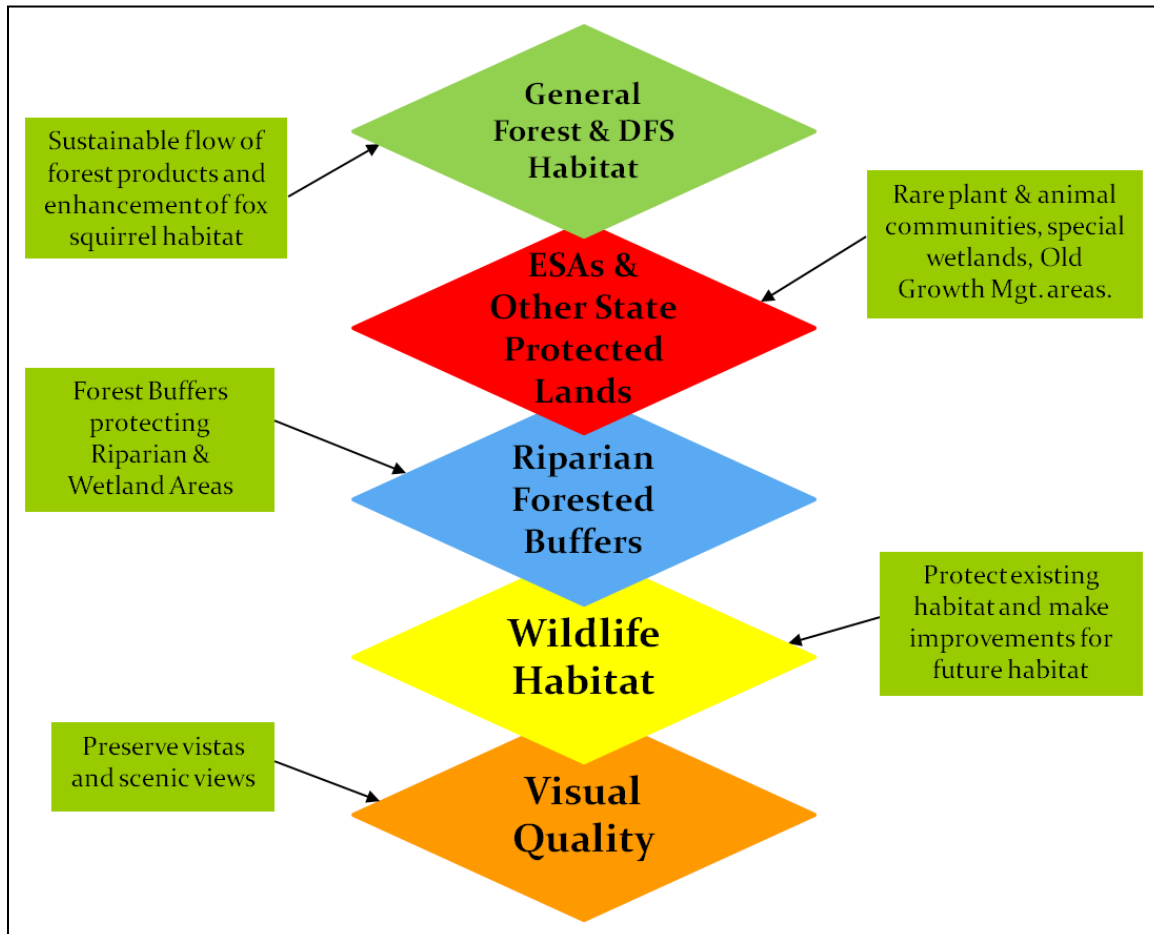 General
Forest & DFS
Habitat
Sustainable flow of
forest products and
enhancement of fox
squirrel habitat
Rare plant & animal
communities, special
wetlands, Old
Growth Mgt. areas.
ESAs &
Other State
Protected
Lands
Forest Buffers
protecting
Riparian &
Wetland Areas
Riparian
Forested
Buffers
Protect existing
habitat and make
improvements for
future habitat
Wildlife
Habitat
Preserve vistas
and scenic views
Visual
Quality